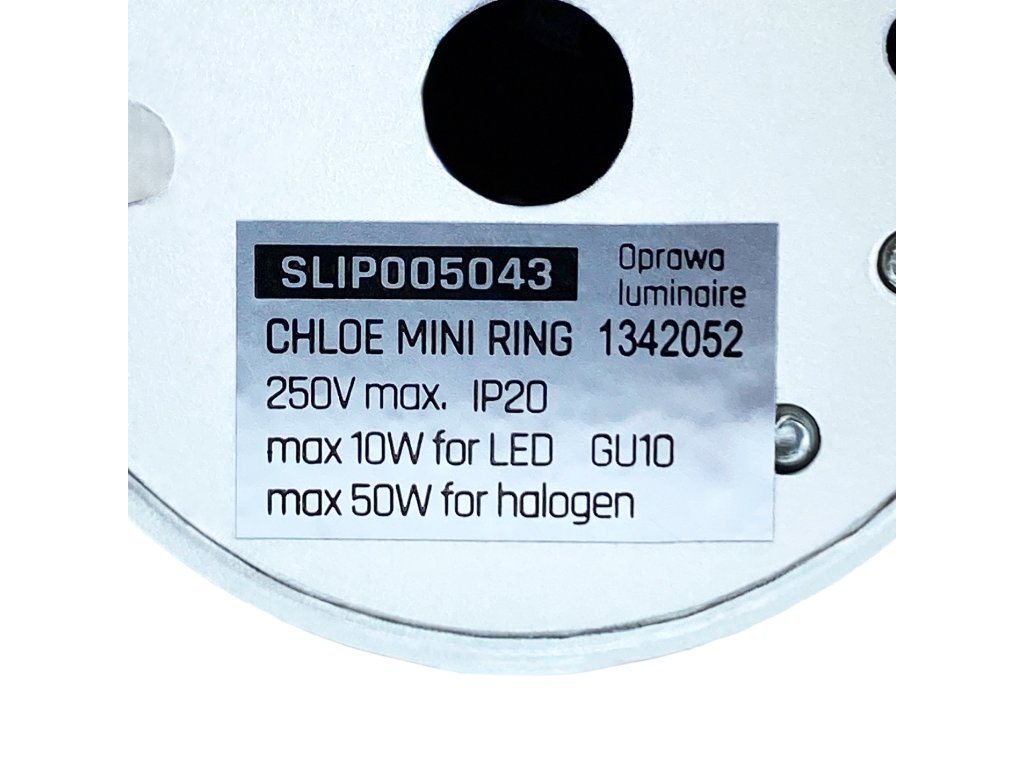 SLIP005043
Oprawa
luminaire
CHLOE MINI RING 1342052
250V max. IP20
max 10W for LED GU10
max 50W for halogen